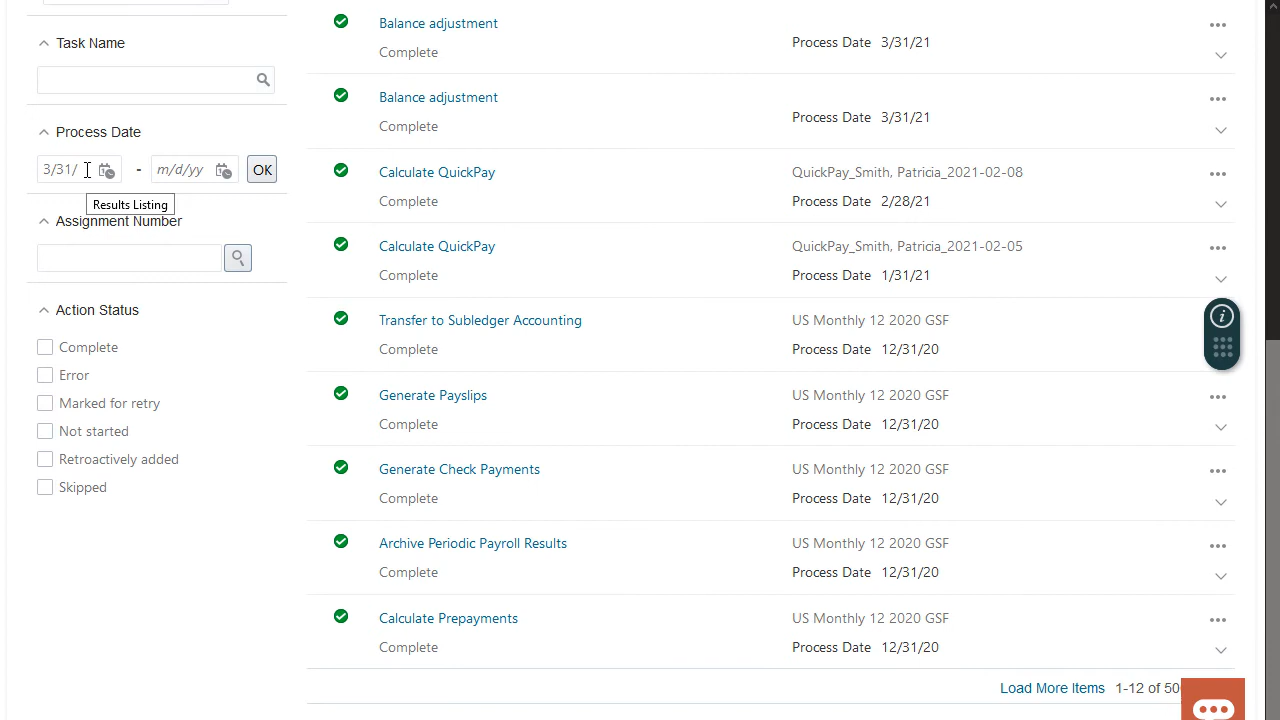 Task Name
Process Date
3/31/ - m/d/yy OK
Results Listing
Assignment Number
Action Status
Complete
Error
Marked for retry
Not started
Retroactively added
Skipped
Balance adjustment
Complete
Process Date 3/31/21
Balance adjustment
Complete
Process Date 3/31/21
Calculate QuickPay
Complete
QuickPay_Smith, Patricia_2021-02-08
Process Date 2/28/21
Calculate QuickPay
Complete
QuickPay_Smith, Patricia_2021-02-05
Process Date 1/31/21
Transfer to Subledger Accounting
Complete
US Monthly 12 2020 GSF
Process Date 12/31/20
Generate Payslips
Complete
US Monthly 12 2020 GSF
Process Date 12/31/20
Generate Check Payments
Complete
US Monthly 12 2020 GSF
Process Date 12/31/20
Archive Periodic Payroll Results
Complete
US Monthly 12 2020 GSF
Process Date 12/31/20
Calculate Prepayments
Complete
US Monthly 12 2020 GSF
Process Date 12/31/20
Load More Items 1-12 of 50